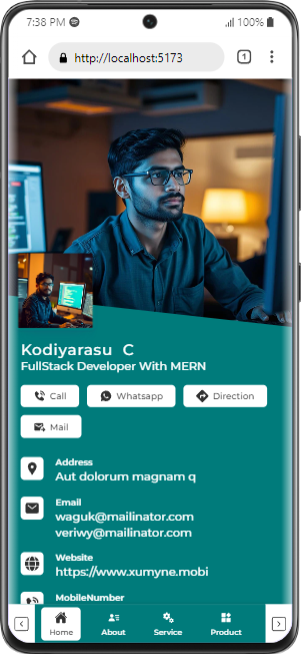 7:38 PM
100%
http://localhost:5173
1
Kodiyarasu C
FullStack Developer With MERN
Call
Whatsapp
Direction
Mail
Address
Aut dolorum magnam q
Email
waguk@mailinator.com
veriwy@mailinator.com
Website
https://www.xumyne.mobi
MobileNumber
Home
About
Service
Product